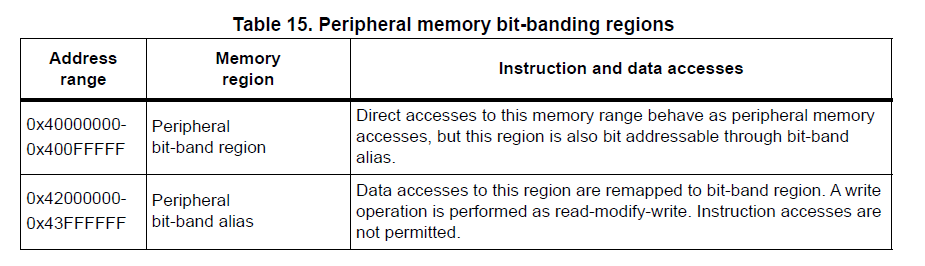 Table 15. Peripheral memory bit-banding regions
Address
range
Memory
region
Instruction and data accesses
0x40000000-
0x400FFFFF
Peripheral
bit-band region
Direct accesses to this memory range behave as peripheral memory
accesses, but this region is also bit addressable through bit-band
alias.
0x42000000-
0x43FFFFFF
Peripheral
bit-band alias
Data accesses to this region are remapped to bit-band region. A write
operation is performed as read-modify-write. Instruction accesses are
not permitted.